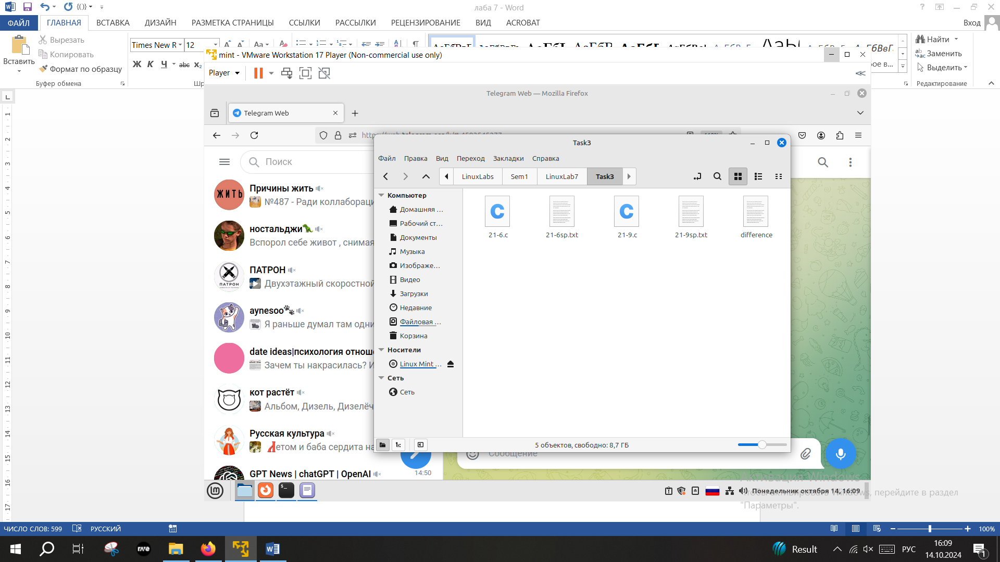 лаба 7 - Word
ФАЙЛ ГЛАВНАЯ ВСТАВКА ДИЗАЙН РАЗМЕТКА СТРАНИЦЫ ССЫЛКИ РАССЫЛКИ РЕЦЕНЗИРОВАНИЕ ВИД ACROBAT Вход
Вставить
Вырезать
Копировать
Формат по образцу
Буфер обмена
Times New R 12
Ж К Ч abc x₂
Найти
Заменить
Выделить
Редактирование
mint - VMware Workstation 17 Player (Non-commercial use only)
Player
Telegram Web — Mozilla Firefox
Telegram Web
Поиск
Причины жить
№487 - Ради коллабораци
ЖИТЬ
ностальджи
Вспорол себе живот , снимая
ПАТРОН
Двухэтажный скоростной
ПАТРОН
aynesoo
Я раньше думал там одни
date ideas|психология отноше
Зачем ты накрасилась? И
кот растёт
Альбом, Дизель, Дизелёч
Русская культура
летом и баба сердита на
GPT News | chatGPT | OpenAI
14:50
Task3
Файл Правка Вид Переход Закладки Справка
LinuxLabs Sem1 LinuxLab7 Task3
Компьютер
Домашняя ...
Рабочий ст...
Документы
Музыка
Изображе...
Видео
Загрузки
Недавние
Файловая ...
Корзина
Носители
Linux Mint ...
Сеть
Сеть
21-6.c 21-6sp.txt 21-9.c 21-9sp.txt difference
5 объектов, свободно: 8,7 ГБ
Сообщение
Понедельник октября 14, 16:09
Активация Windows
Чтобы активировать Windows, перейдите в раздел
"Параметры".
ЧИСЛО СЛОВ: 599 РУССКИЙ 100%
rave
Result РУС 16:09
14.10.2024
1